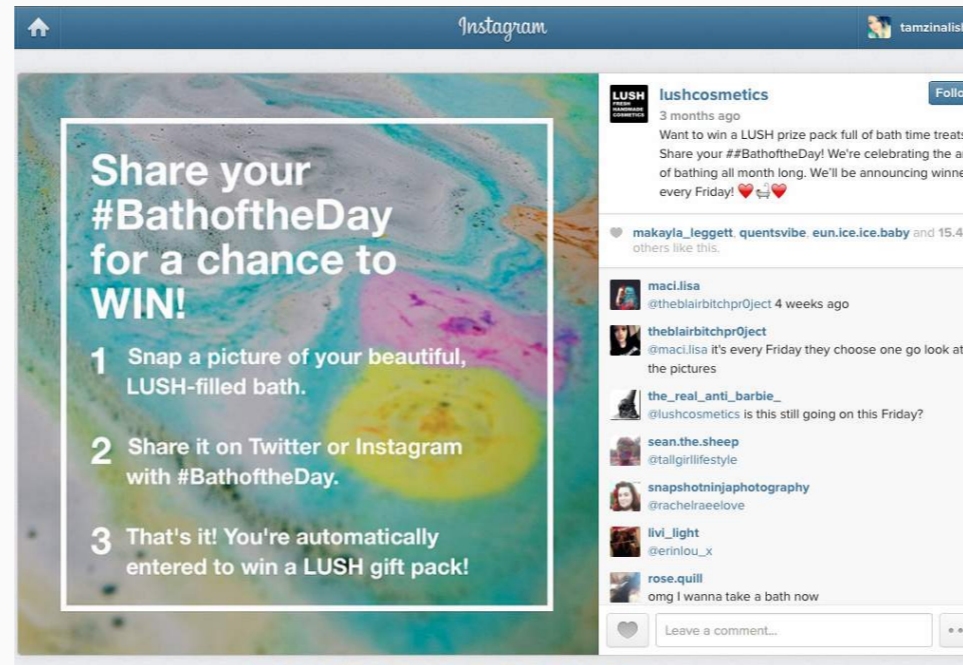 Instagram
tamzinalish
Share your
#BathoftheDay
for a chance to
WIN!
1 Snap a picture of your beautiful,
LUSH-filled bath.
2 Share it on Twitter or Instagram
with #BathoftheDay.
3 That's it! You're automatically
entered to win a LUSH gift pack!
LUSH
FRESH
HANDMADE
COSMETICS
lushcosmetics
Follo
3 months ago
Want to win a LUSH prize pack full of bath time treats
Share your ##BathoftheDay! We're celebrating the a
of bathing all month long. We'll be announcing winne
every Friday! ❤️🛁❤️
makayla_leggett, quentsvibe, eun.ice.ice.baby and 15.4
others like this.
maci.lisa
@theblairbitchpr0ject 4 weeks ago
theblairbitchpr0ject
@maci.lisa it's every Friday they choose one go look at
the pictures
the_real_anti_barbie_
@lushcosmetics is this still going on this Friday?
sean.the.sheep
@tallgirllifestyle
snapshotninjaphotography
@rachelraeelove
livi_light
@erinlou_x
rose.quill
omg I wanna take a bath now
Leave a comment...